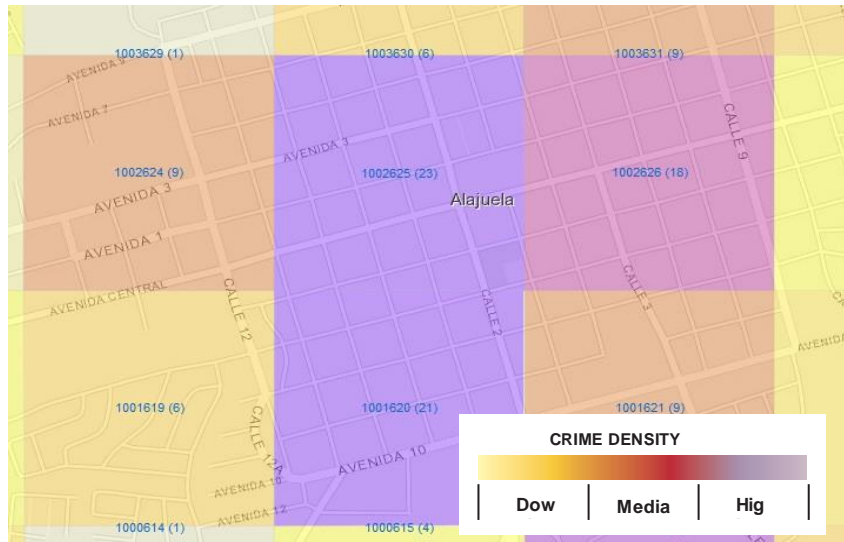 1003629 (1)
1003630 (6)
1003631 (9)
AVENIDA 9
AVENIDA 7
CALLE 9
AVENIDA 3
1002624 (9)
1002625 (23)
1002626 (18)
AVENIDA 3
Alajuela
AVENIDA 1
AVENIDA CENTRAL
CALLE 12
CALLE 2
CALLE 3
AVENIDA
1001619 (6)
1001620 (21)
1001621 (9)
CALLE 12A
AVENIDA 10
AVENIDA 10
AVENIDA 12
1000614 (1)
1000615 (4)
CRIME DENSITY
Dow
Media
Hig